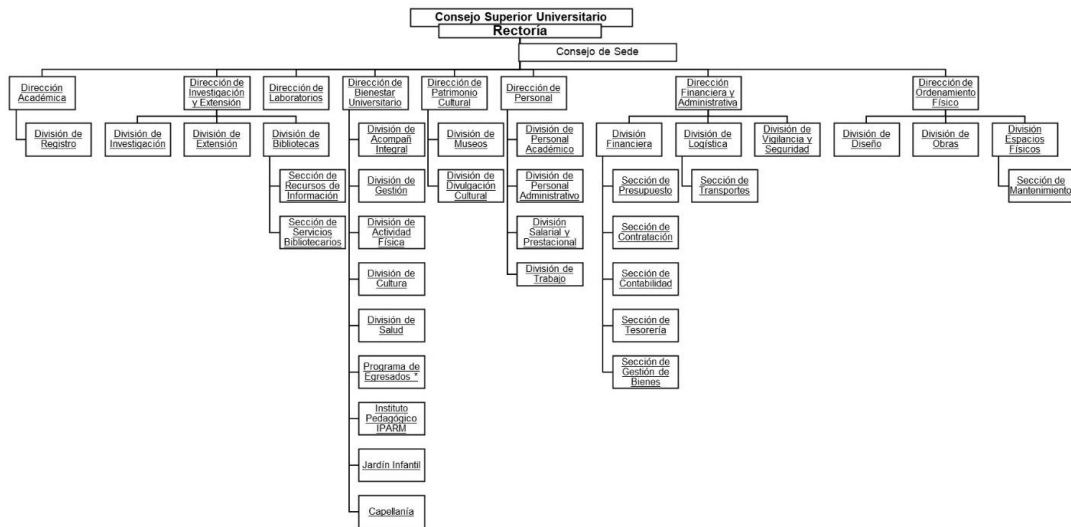 Consejo Superior Universitario
Rectoría
Consejo de Sede
Dirección
Académica
Dirección de
Investigación
y Extensión
Dirección de
Laboratorios
Dirección de
Bienestar
Universitario
Dirección de
Patrimonio
Cultural
Dirección de
Personal
Dirección
Financiera y
Administrativa
Dirección de
Ordenamiento
Físico
División de
Registro
División de
Investigación
División de
Extensión
División de
Bibliotecas
División de
Acompañ
Integral
División de
Museos
División de
Personal
Académico
División
Financiera
División de
Logística
División de
Vigilancia y
Seguridad
División de
Diseño
División de
Obras
División
Espacios
Físicos
Sección de
Recursos de
Información
División de
Gestión
División de
Divulgación
Cultural
División de
Personal
Administrativo
Sección de
Presupuesto
Sección de
Transportes
Sección de
Mantenimiento
Sección de
Servicios
Bibliotecarios
División de
Actividad
Física
División
Salarial y
Prestacional
Sección de
Contratación
División de
Cultura
División de
Trabajo
Sección de
Contabilidad
División de
Salud
Sección de
Tesorería
Programa de
Egresados *
Sección de
Gestión de
Bienes
Instituto
Pedagógico
IPARM
Jardín Infantil
Capellanía